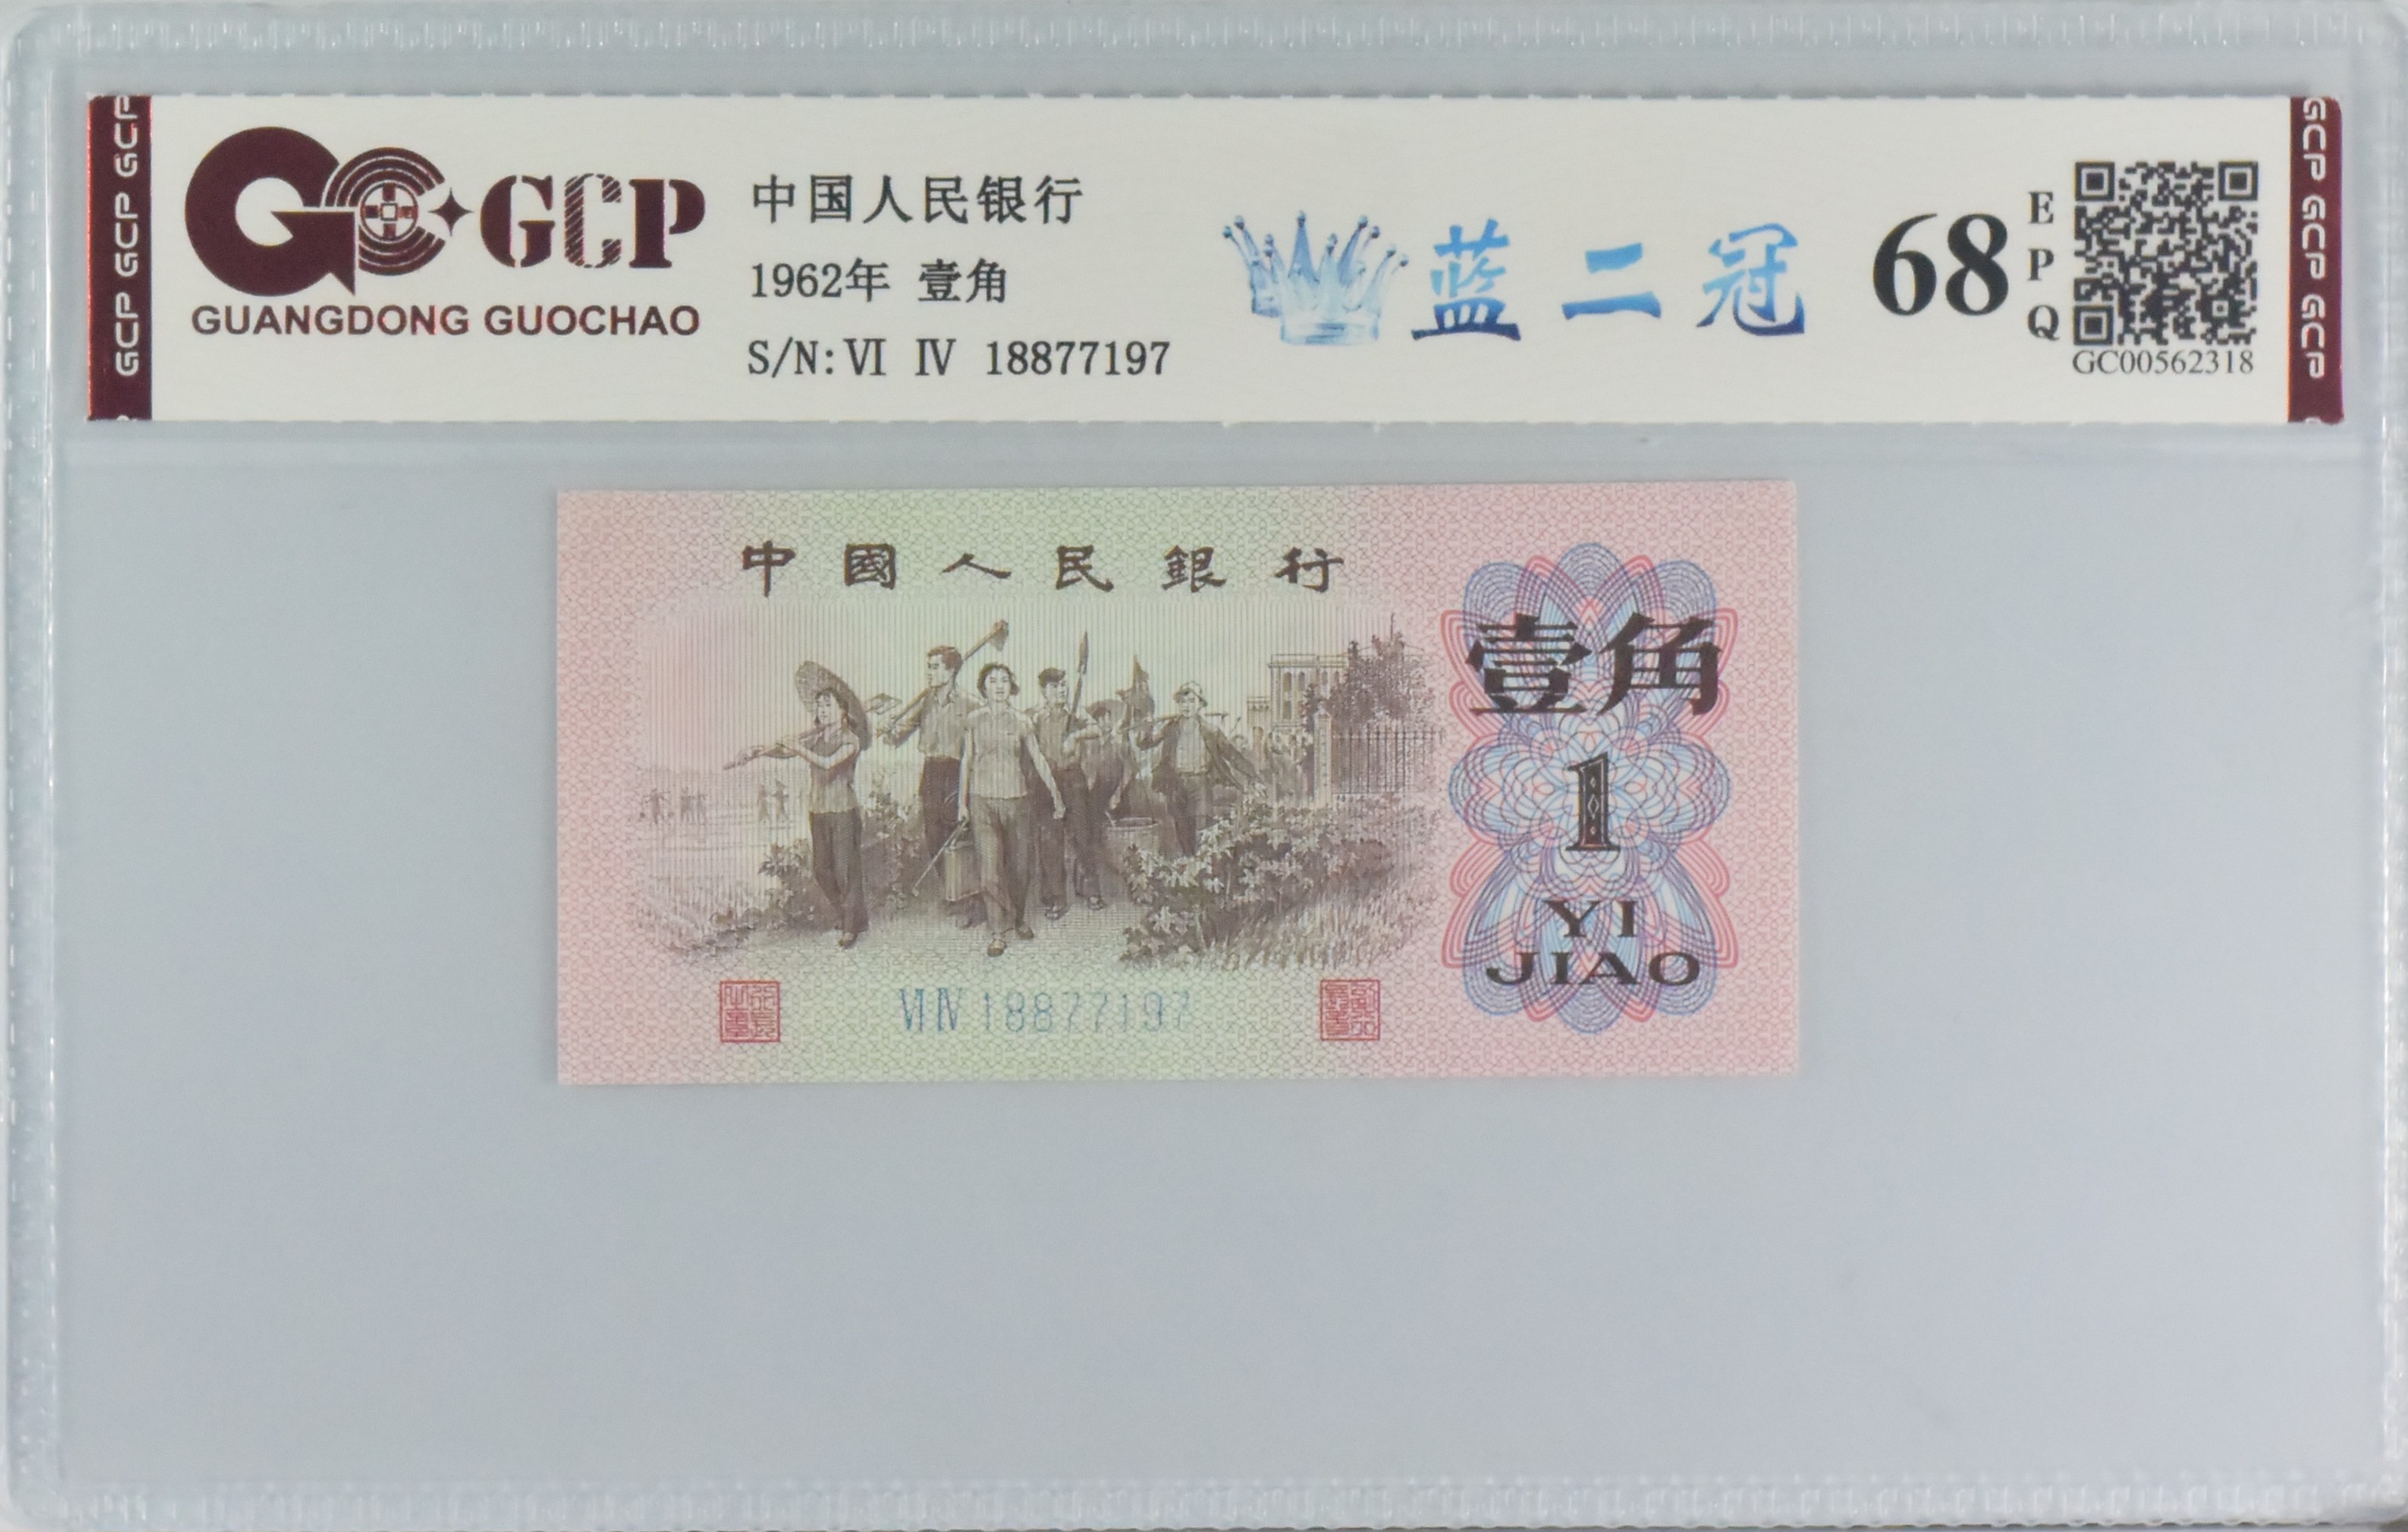 GCP
GUANGDONG GUOCHAO
中国人民银行
1962年 壹角
S/N:Ⅵ Ⅳ 18877197
蓝二冠
68
EPQ
GC00562318
GCP GCP GCP
GCP GCP GCP
中國人民銀行
壹角
1
YI
JIAO
ⅥⅣ 18877197